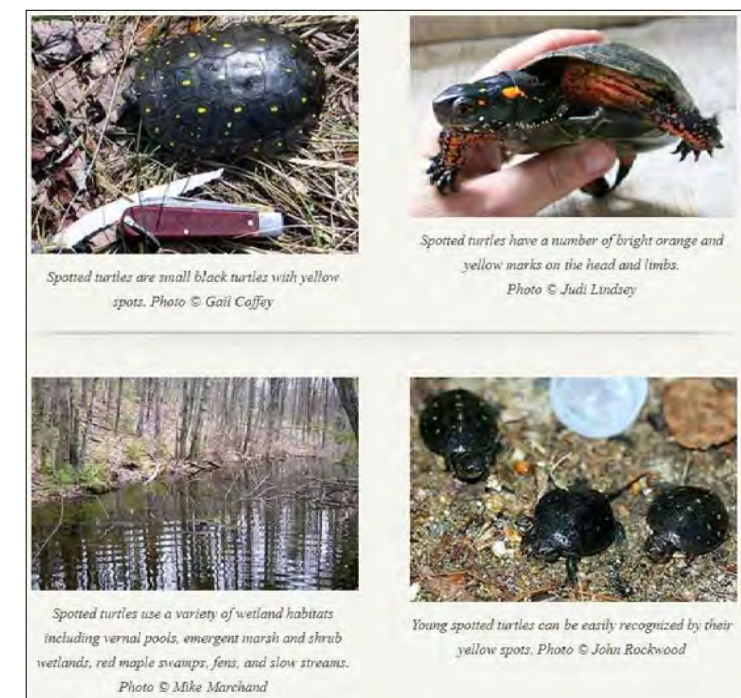 Spotted turtles are small black turtles with yellow
spots. Photo © Gail Coffey
Spotted turtles have a number of bright orange and
yellow marks on the head and limbs.
Photo © Judi Lindsey
Spotted turtles use a variety of wetland habitats
including vernal pools, emergent marsh and shrub
wetlands, red maple swamps, fens, and slow streams.
Photo © Mike Marchand
Young spotted turtles can be easily recognized by their
yellow spots. Photo © John Rockwood